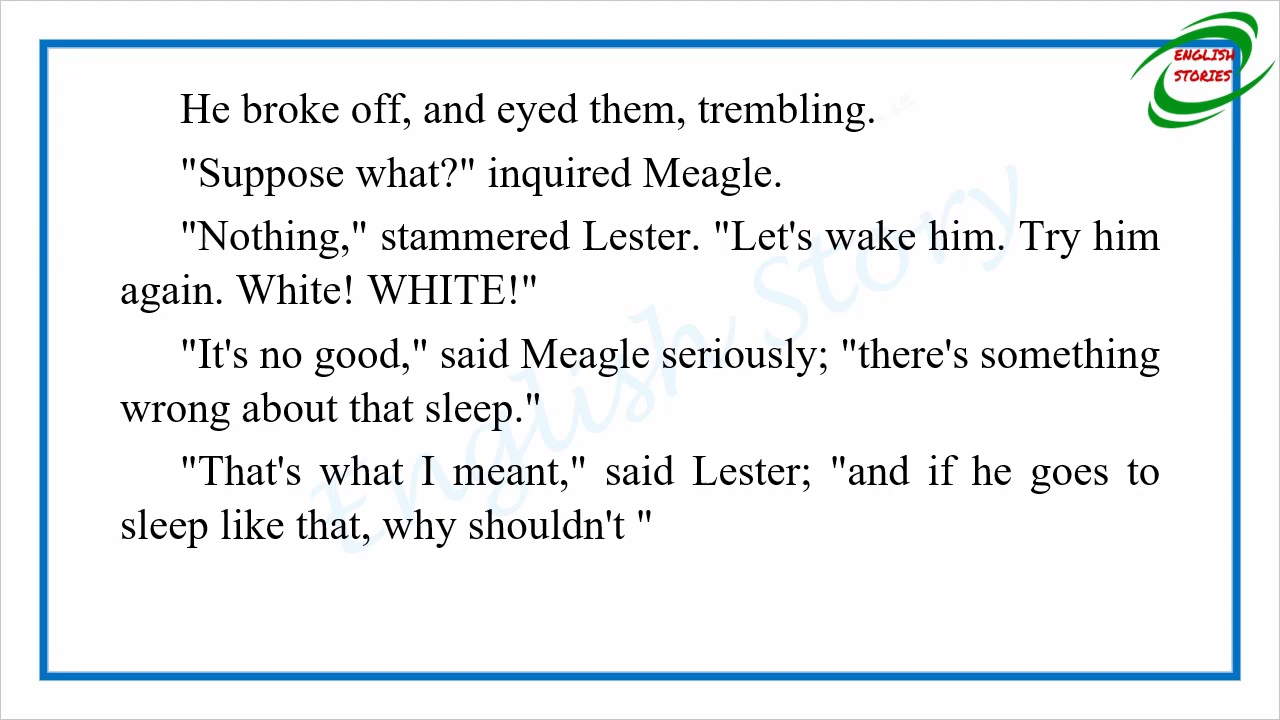 ENGLISH
STORIES
He broke off, and eyed them, trembling.
"Suppose what?" inquired Meagle.
"Nothing," stammered Lester. "Let's wake him. Try him
again. White! WHITE!"
"It's no good," said Meagle seriously; "there's something
wrong about that sleep."
"That's what I meant," said Lester; "and if he goes to
sleep like that, why shouldn't "
English Story